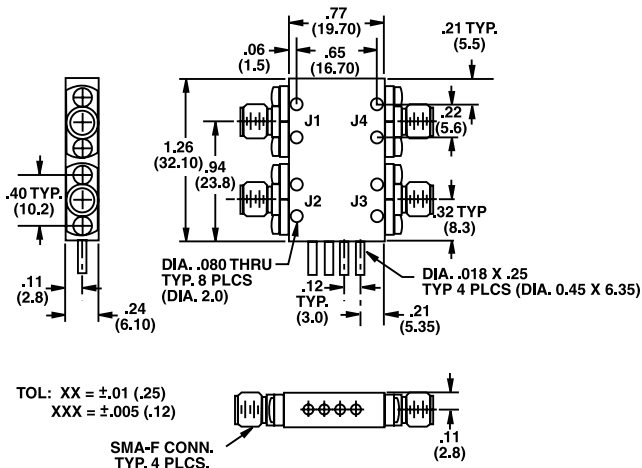 .77
(19.70)
.06
(1.5)
.65
(16.70)
.21 TYP.
(5.5)
J1
J4
.22
(5.6)
1.26
(32.10)
.94
(23.8)
.40 TYP.
(10.2)
J2
J3
.32 TYP
(8.3)
DIA. .080 THRU
TYP. 8 PLCS
(DIA. 2.0)
.12
TYP.
(3.0)
DIA. .018 X .25
TYP 4 PLCS (DIA. 0.45 X 6.35)
.11
(2.8)
.24
(6.10)
.21
(5.35)
TOL: XX = ±.01 (.25)
XXX = ±.005 (.12)
SMA-F CONN.
TYP. 4 PLCS.
.11
(2.8)